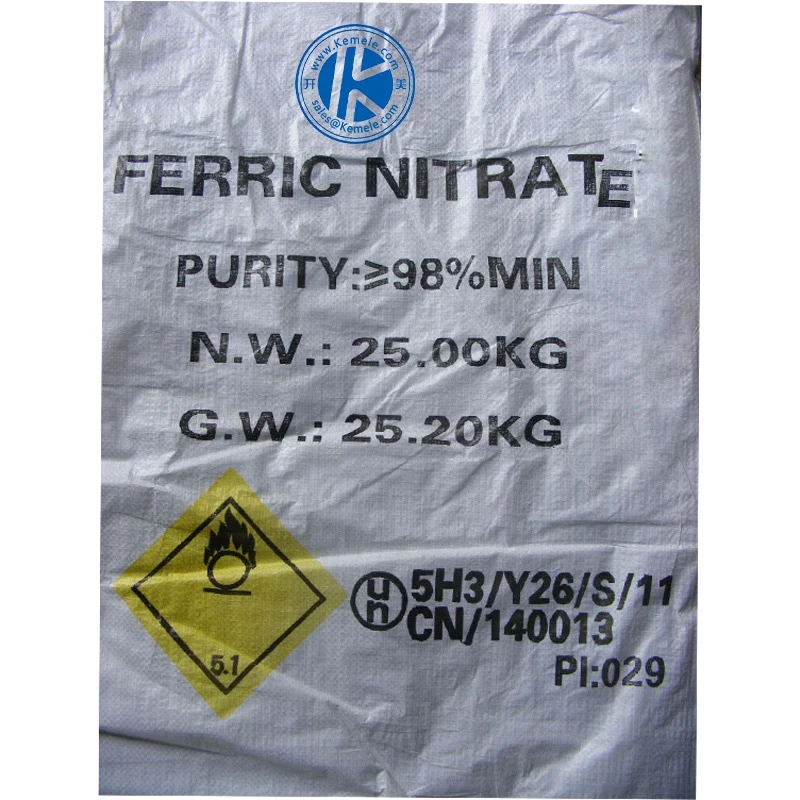 www.Kemele.com
开 美
sales@Kemele.com
FERRIC NITRATE
PURITY:≥98%MIN
N.W.: 25.00KG
G.W.: 25.20KG
5.1
un 5H3/Y26/S/11
CN/140013
PI:029